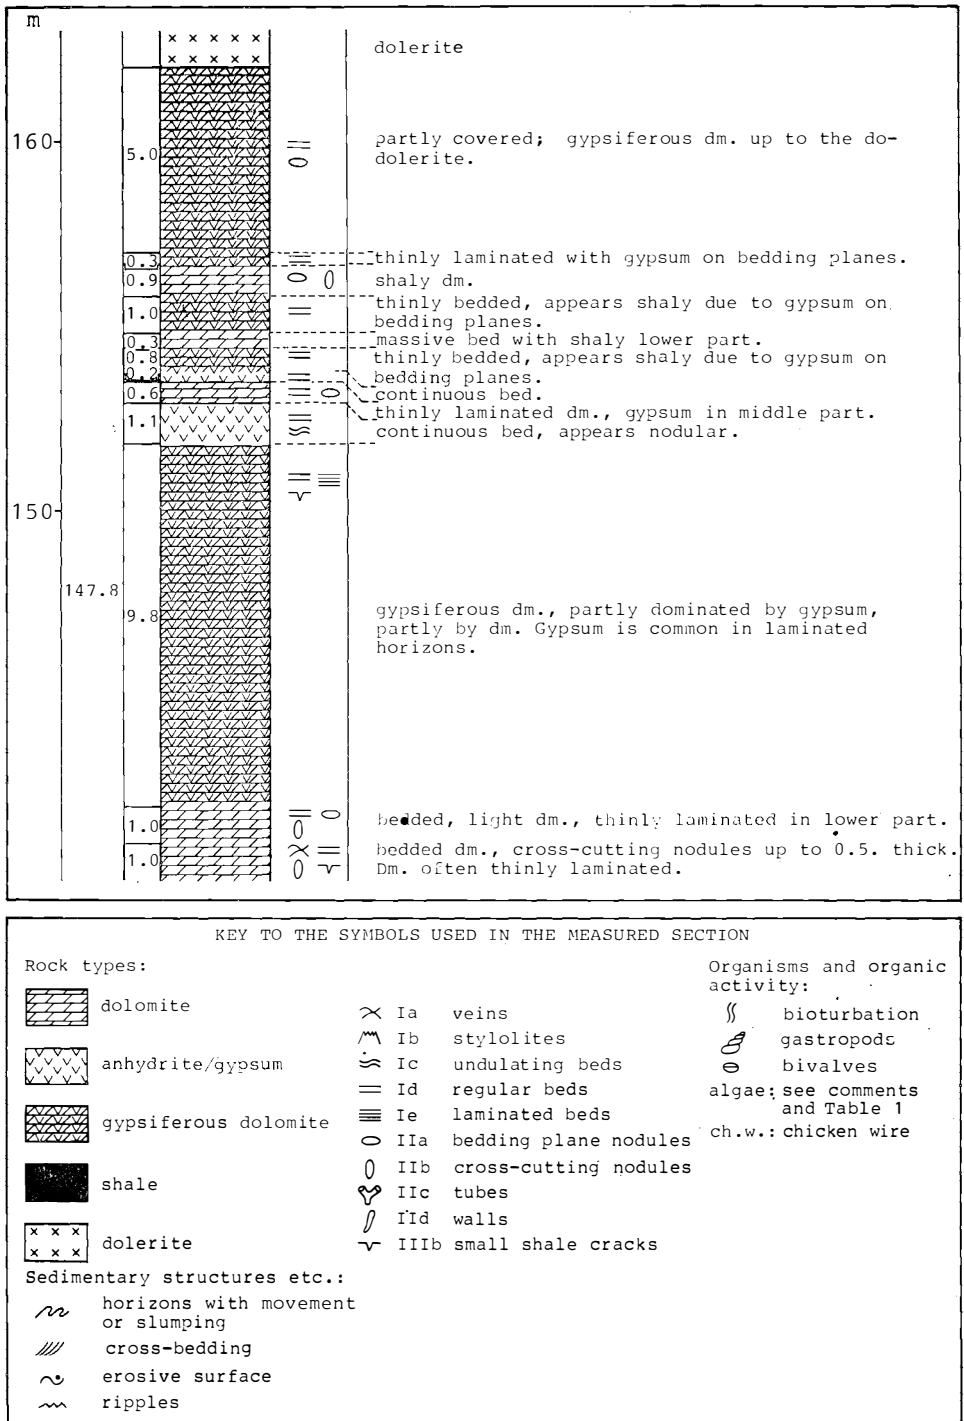 m
dolerite
160
5.0
partly covered; gypsiferous dm. up to the do-
dolerite.
0.3
thinly laminated with gypsum on bedding planes.
0.9
shaly dm.
1.0
thinly bedded, appears shaly due to gypsum on
bedding planes.
0.3
massive bed with shaly lower part.
0.8
thinly bedded, appears shaly due to gypsum on
bedding planes.
0.2
continuous bed.
0.6
thinly laminated dm., gypsum in middle part.
1.1
continuous bed, appears nodular.
150
147.8
9.8
gypsiferous dm., partly dominated by gypsum,
partly by dm. Gypsum is common in laminated
horizons.
1.0
bedded, light dm., thinly laminated in lower part.
1.0
bedded dm., cross-cutting nodules up to 0.5. thick.
Dm. often thinly laminated.
KEY TO THE SYMBOLS USED IN THE MEASURED SECTION
Rock types:
dolomite
anhydrite/gypsum
gypsiferous dolomite
shale
dolerite
Sedimentary structures etc.:
horizons with movement
or slumping
cross-bedding
erosive surface
ripples
Ia veins
Ib stylolites
Ic undulating beds
Id regular beds
Ie laminated beds
IIa bedding plane nodules
IIb cross-cutting nodules
IIc tubes
IId walls
IIIb small shale cracks
Organisms and organic
activity:
bioturbation
gastropods
bivalves
algae: see comments
and Table 1
ch.w.: chicken wire